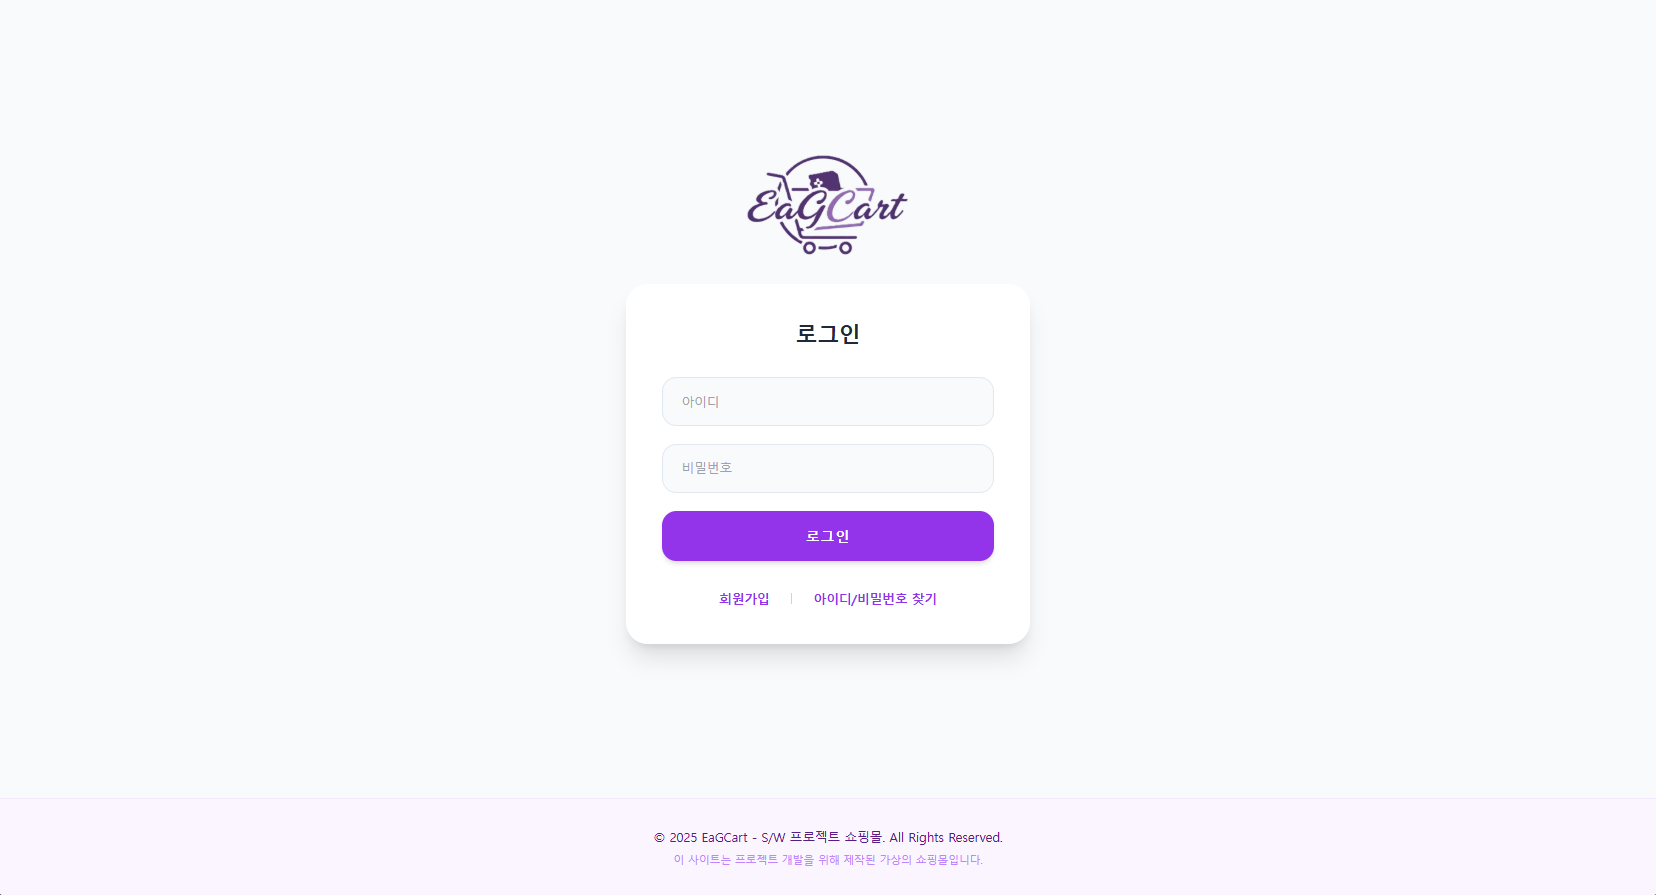 EaGCart
로그인
아이디
비밀번호
로그인
회원가입 | 아이디/비밀번호 찾기
© 2025 EaGCart - S/W 프로젝트 쇼핑몰. All Rights Reserved.
이 사이트는 프로젝트 개발을 위해 제작된 가상의 쇼핑몰입니다.